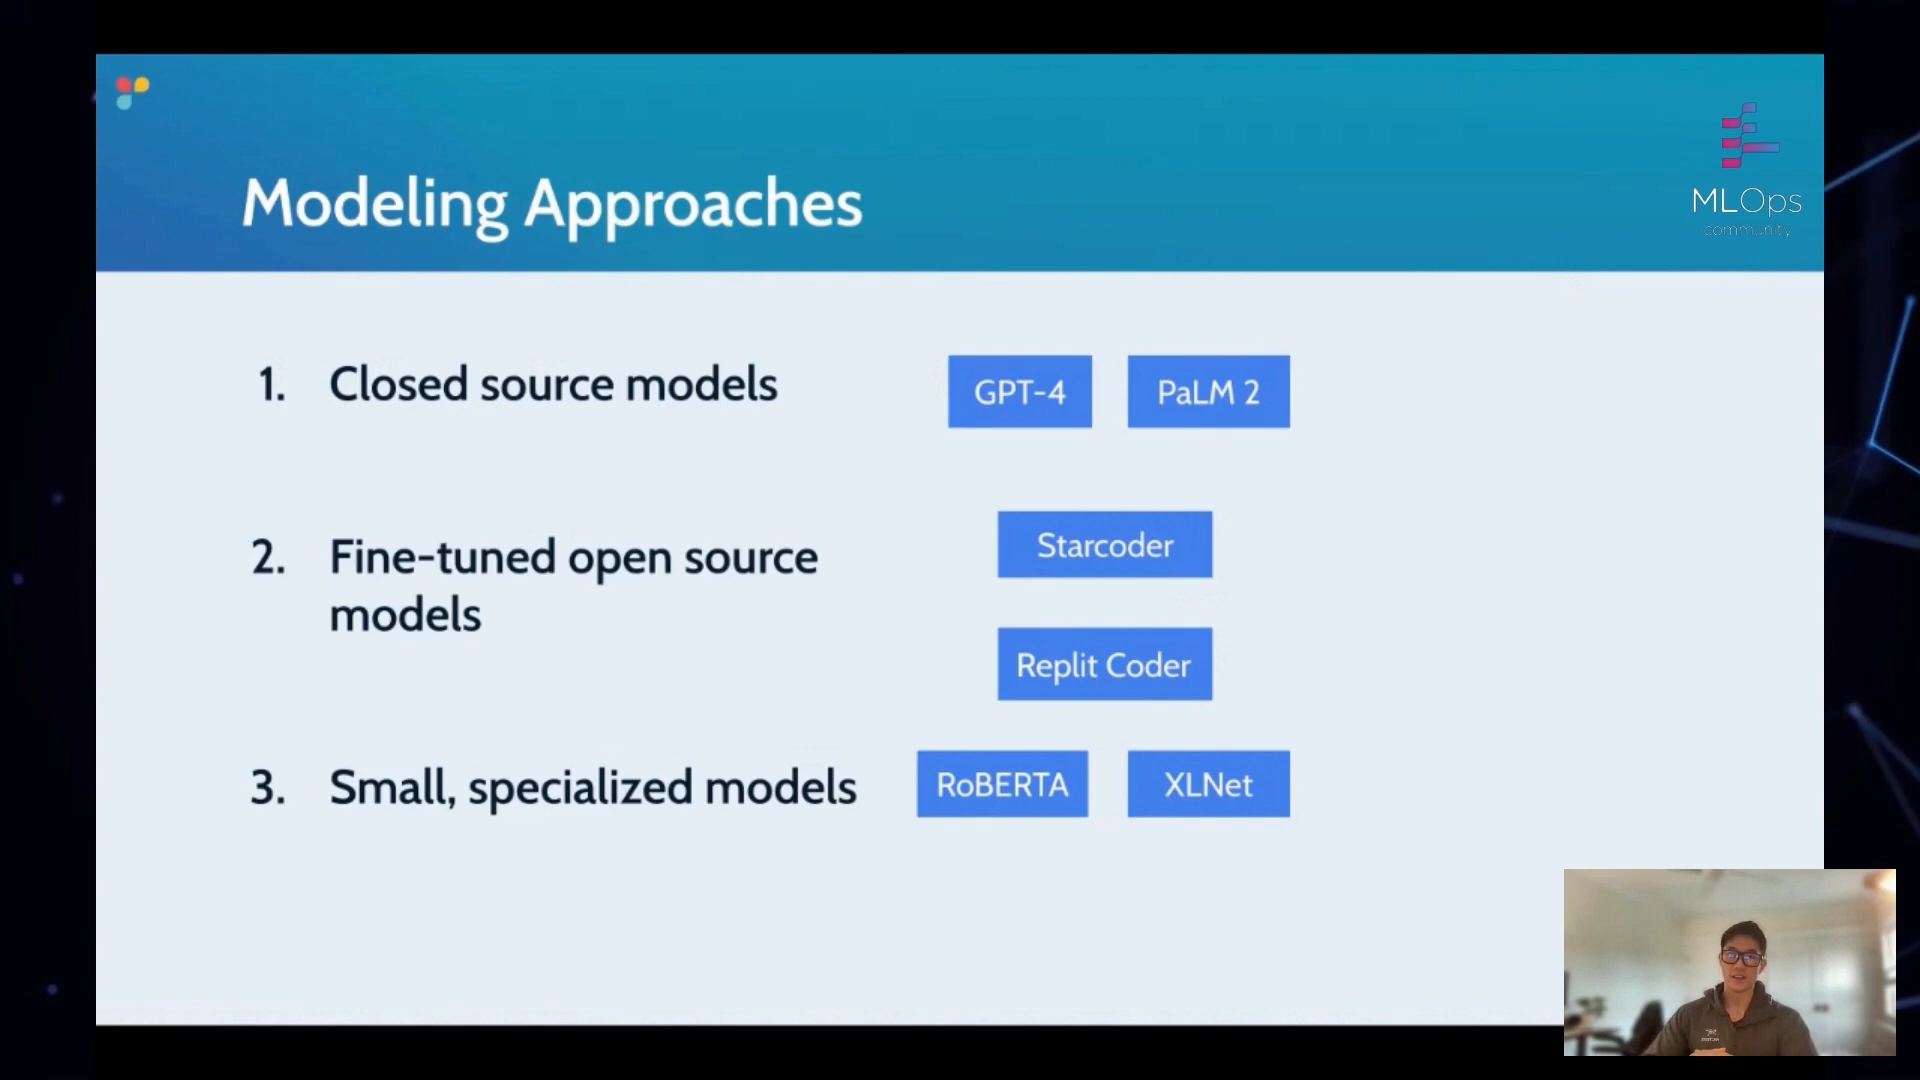 Modeling Approaches
MLOps
community
1. Closed source models
GPT-4
PaLM 2
2. Fine-tuned open source
models
Starcoder
Replit Coder
3. Small, specialized models
RoBERTA
XLNet